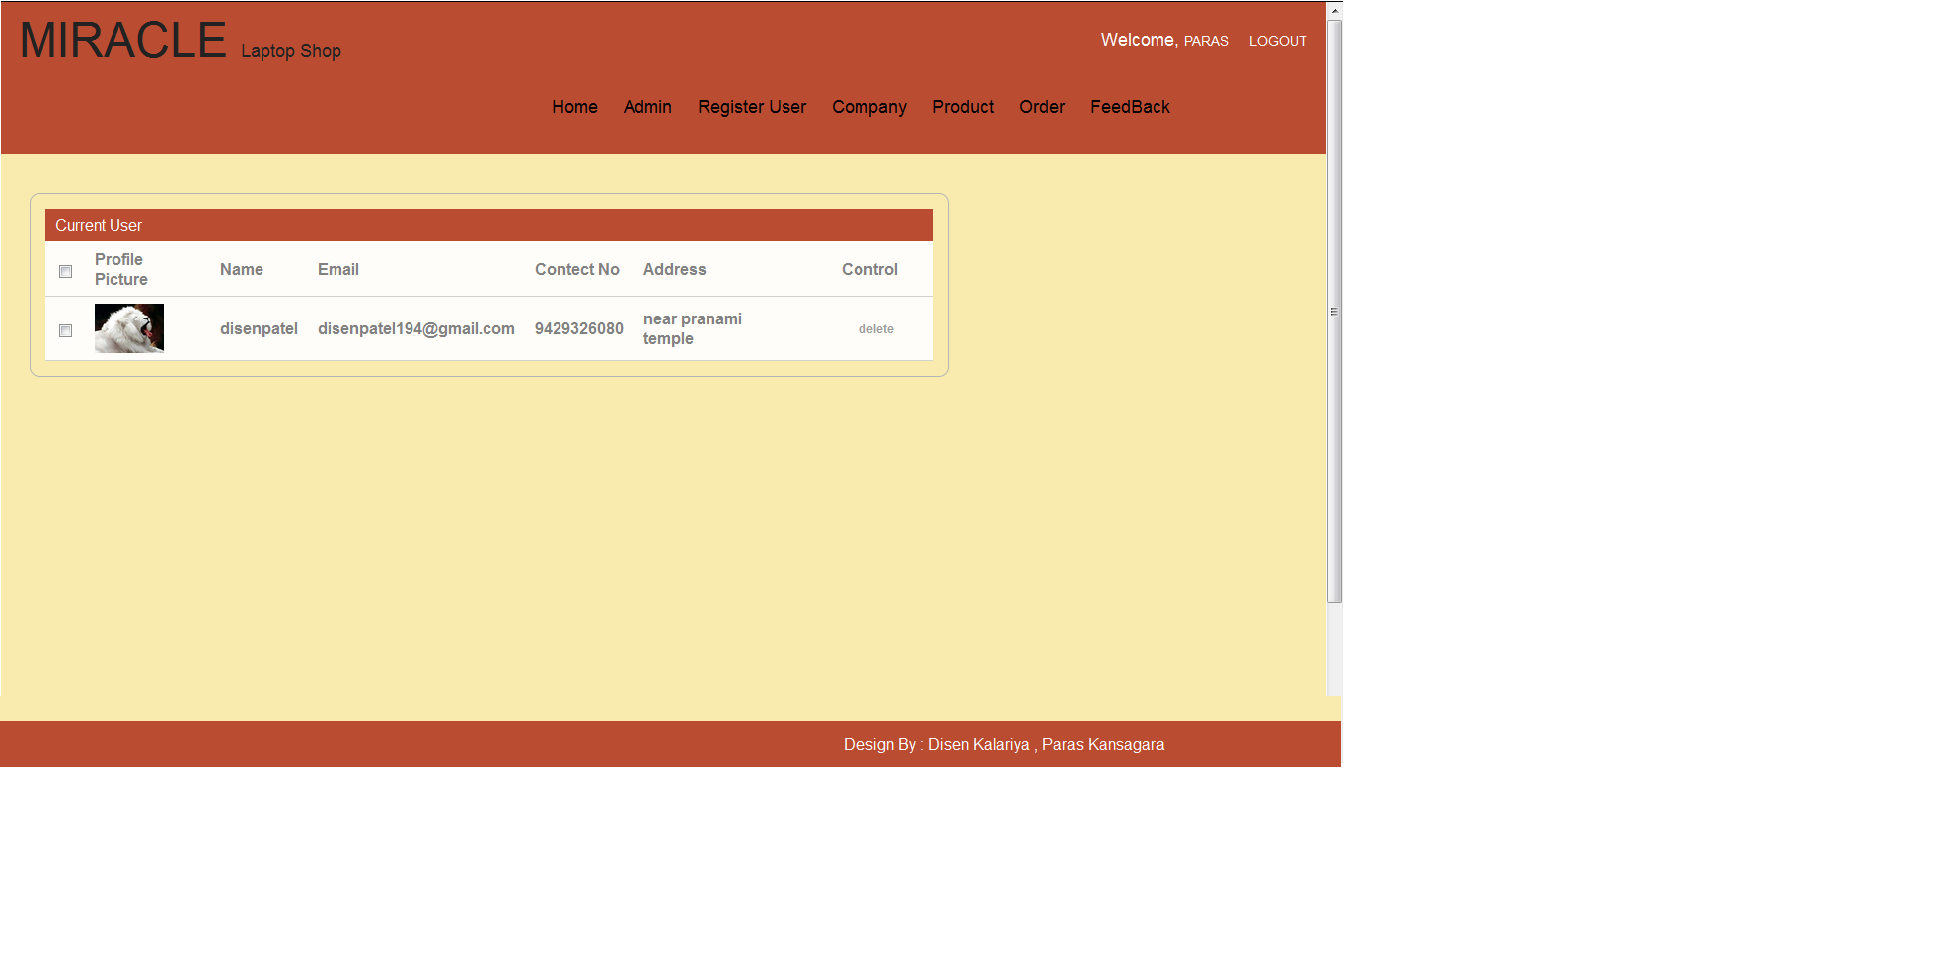 MIRACLE Laptop Shop
Welcome, PARAS LOGOUT
Home Admin Register User Company Product Order FeedBack
Current User
Profile Picture Name Email Contect No Address Control
disenpatel disenpatel194@gmail.com 9429326080 near pranami temple delete
Design By : Disen Kalariya , Paras Kansagara